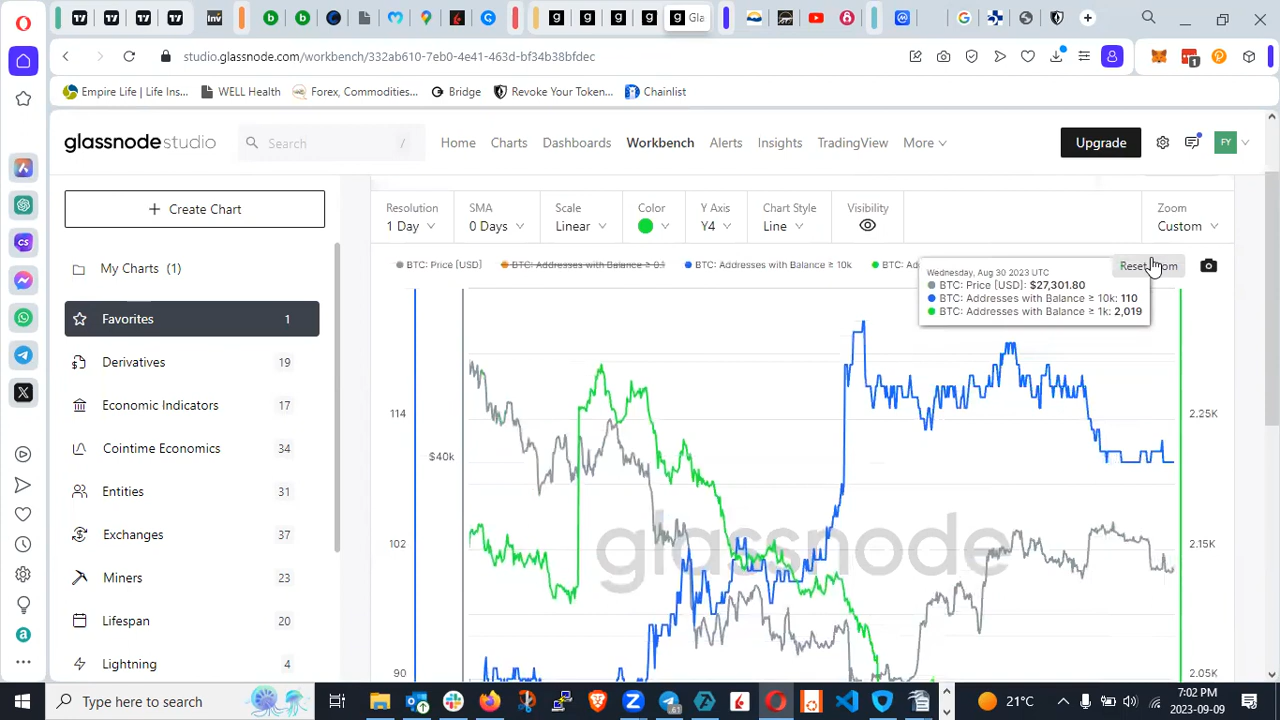 Inv
Gla
studio.glassnode.com/workbench/332ab610-7eb0-4e41-463d-bf34b38bfdec
1
Empire Life | Life Ins...
WELL Health
Forex, Commodities...
Bridge
Revoke Your Token...
Chainlist
glassnodestudio
Search
/
Home
Charts
Dashboards
Workbench
Alerts
Insights
TradingView
More
Upgrade
FY
Create Chart
Resolution
1 Day
SMA
0 Days
Scale
Linear
Color
Y Axis
Y4
Chart Style
Line
Visibility
Zoom
Custom
My Charts (1)
Favorites 1
Derivatives 19
Economic Indicators 17
Cointime Economics 34
Entities 31
Exchanges 37
Miners 23
Lifespan 20
Lightning 4
BTC: Price [USD]
BTC: Addresses with Balance ≥ 0.1
BTC: Addresses with Balance ≥ 10k
Wednesday, Aug 30 2023 UTC
BTC: Price [USD]: $27,301.80
BTC: Addresses with Balance ≥ 10k: 110
BTC: Addresses with Balance ≥ 1k: 2,019
114
102
90
$40k
2.25K
2.15K
2.05K
glassnode
Type here to search
61
21°C
7:02 PM
2023-09-09